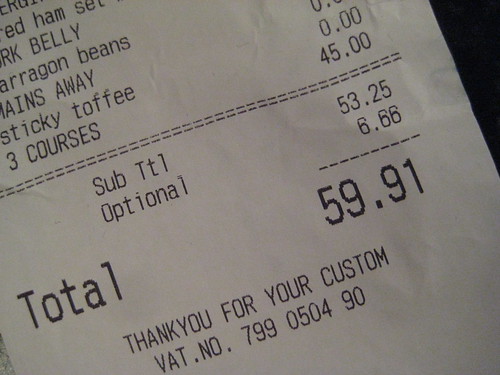 red ham set
0.00
BELLY
45.00
arragon beans
MAINS AWAY
sticky toffee
3 COURSES
Sub Ttl 53.25
Optional 6.66
Total 59.91
THANKYOU FOR YOUR CUSTOM
VAT.NO. 799 0504 90